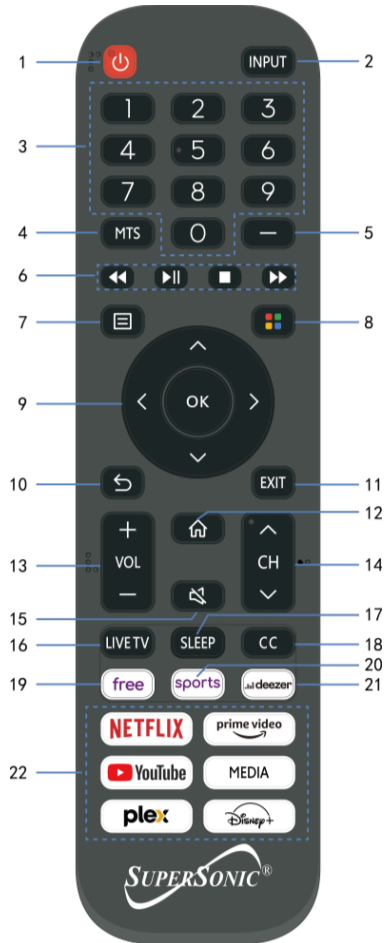 1
INPUT
2
1 2 3
3
4 5 6
7 8 9
4
MTS
0
—
5
6
7
8
9
OK
10
EXIT
11
12
+
VOL
—
13
CH
14
15
17
16
LIVE TV
SLEEP
CC
18
20
19
free
sports
deezer
21
NETFLIX
prime video
22
YouTube
MEDIA
plex
Disney+
SUPERSONIC®